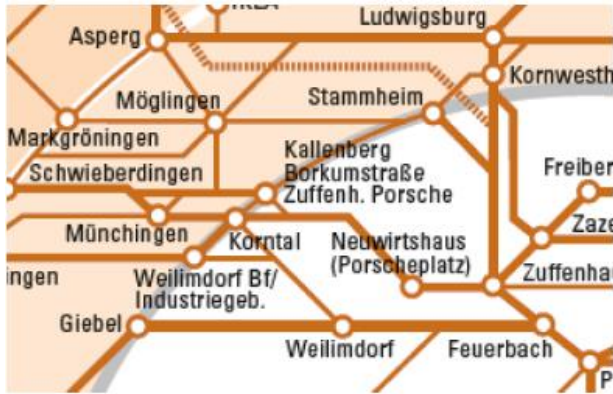 Ludwigsburg
Asperg
Kornwesth
Möglingen
Stammheim
Markgröningen
Kallenberg
Borkumstraße
Zuffenh. Porsche
Schwieberdingen
Freiber
Münchingen
Korntal
Neuwirtshaus
(Porscheplatz)
Zaze
ingen
Weilimdorf Bf/
Industriegeb.
Zuffenhau
Giebel
Weilimdorf
Feuerbach
P